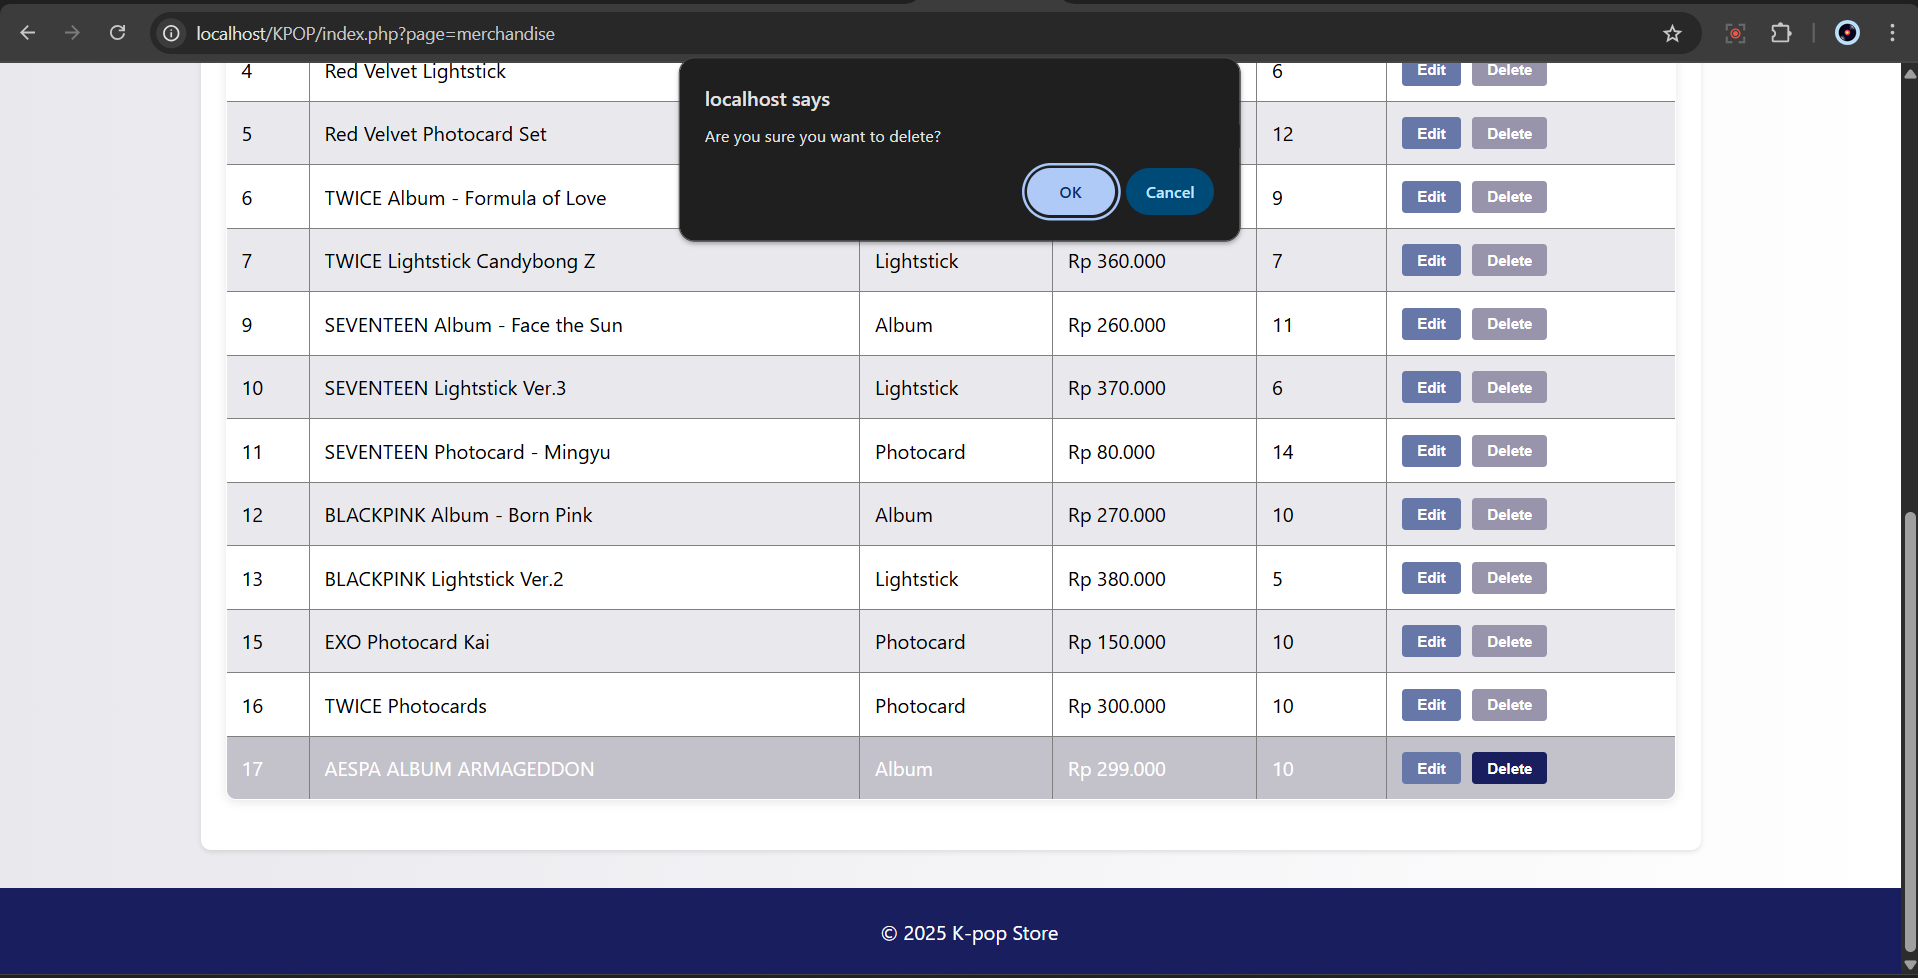 localhost/KPOP/index.php?page=merchandise
localhost says
Are you sure you want to delete?
OK Cancel
4 Red Velvet Lightstick 6 Edit Delete
5 Red Velvet Photocard Set 12 Edit Delete
6 TWICE Album - Formula of Love 9 Edit Delete
7 TWICE Lightstick Candybong Z Lightstick Rp 360.000 7 Edit Delete
9 SEVENTEEN Album - Face the Sun Album Rp 260.000 11 Edit Delete
10 SEVENTEEN Lightstick Ver.3 Lightstick Rp 370.000 6 Edit Delete
11 SEVENTEEN Photocard - Mingyu Photocard Rp 80.000 14 Edit Delete
12 BLACKPINK Album - Born Pink Album Rp 270.000 10 Edit Delete
13 BLACKPINK Lightstick Ver.2 Lightstick Rp 380.000 5 Edit Delete
15 EXO Photocard Kai Photocard Rp 150.000 10 Edit Delete
16 TWICE Photocards Photocard Rp 300.000 10 Edit Delete
17 AESPA ALBUM ARMAGEDDON Album Rp 299.000 10 Edit Delete
© 2025 K-pop Store